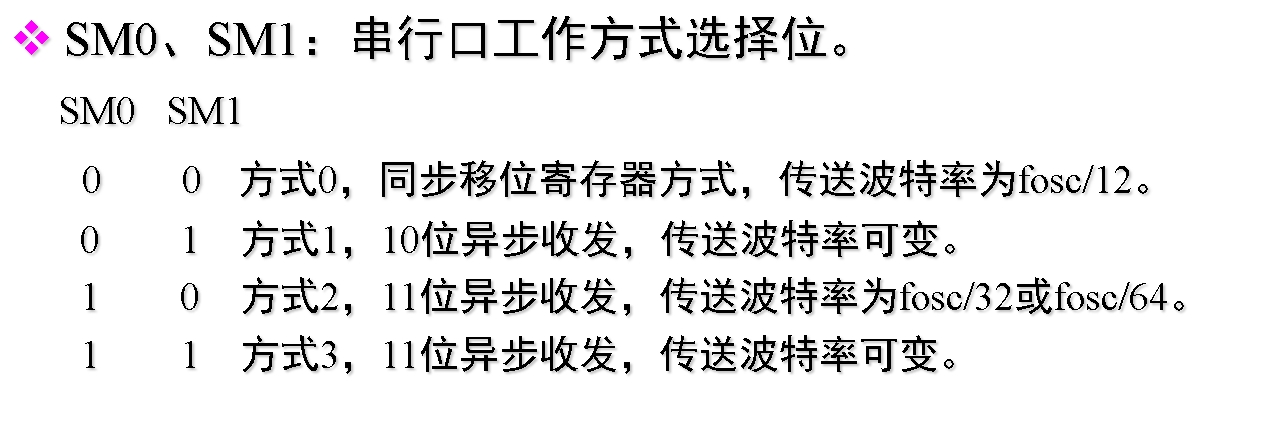 ❖ SM0、SM1：串行口工作方式选择位。
SM0 SM1
0 0 方式0，同步移位寄存器方式，传送波特率为fosc/12。
0 1 方式1，10位异步收发，传送波特率可变。
1 0 方式2，11位异步收发，传送波特率为fosc/32或fosc/64。
1 1 方式3，11位异步收发，传送波特率可变。